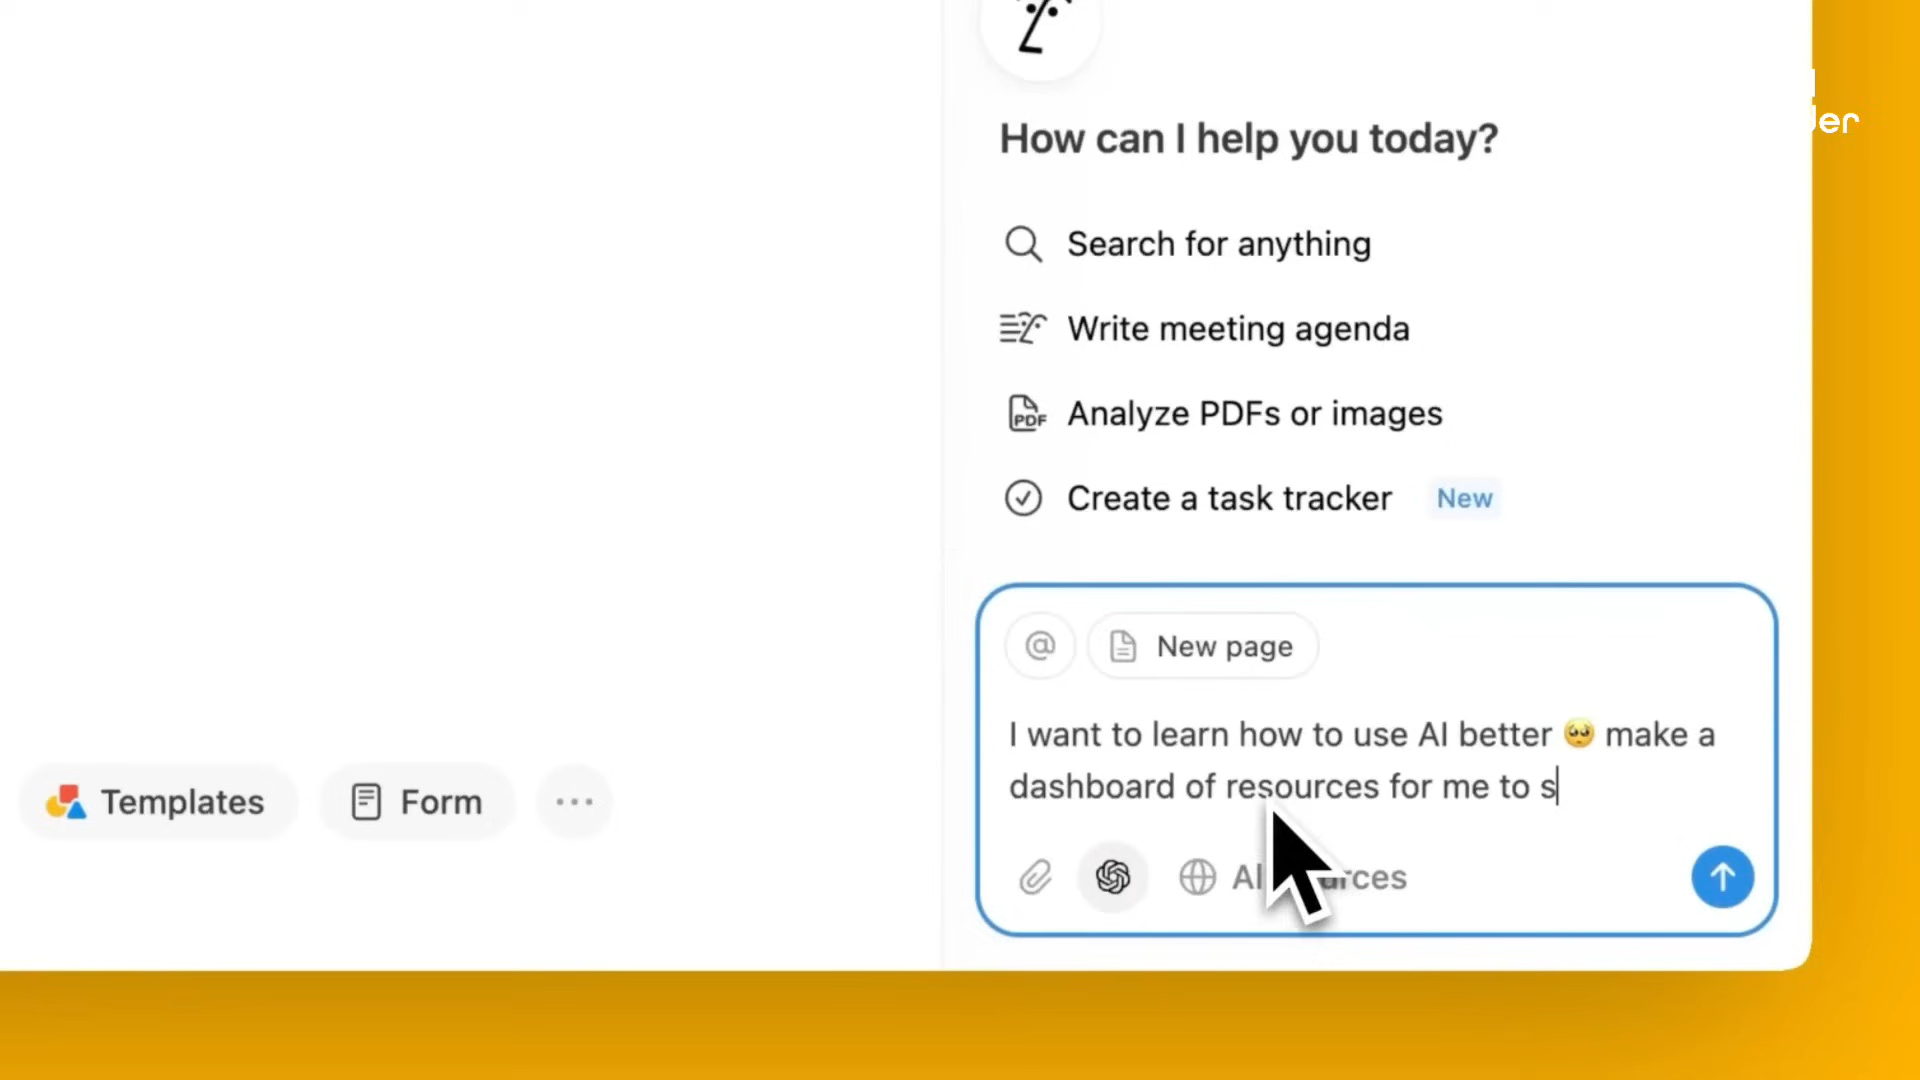 How can I help you today?
Search for anything
Write meeting agenda
PDF
Analyze PDFs or images
Create a task tracker New
@ New page
I want to learn how to use AI better 🥺 make a
dashboard of resources for me to s
Templates Form ...